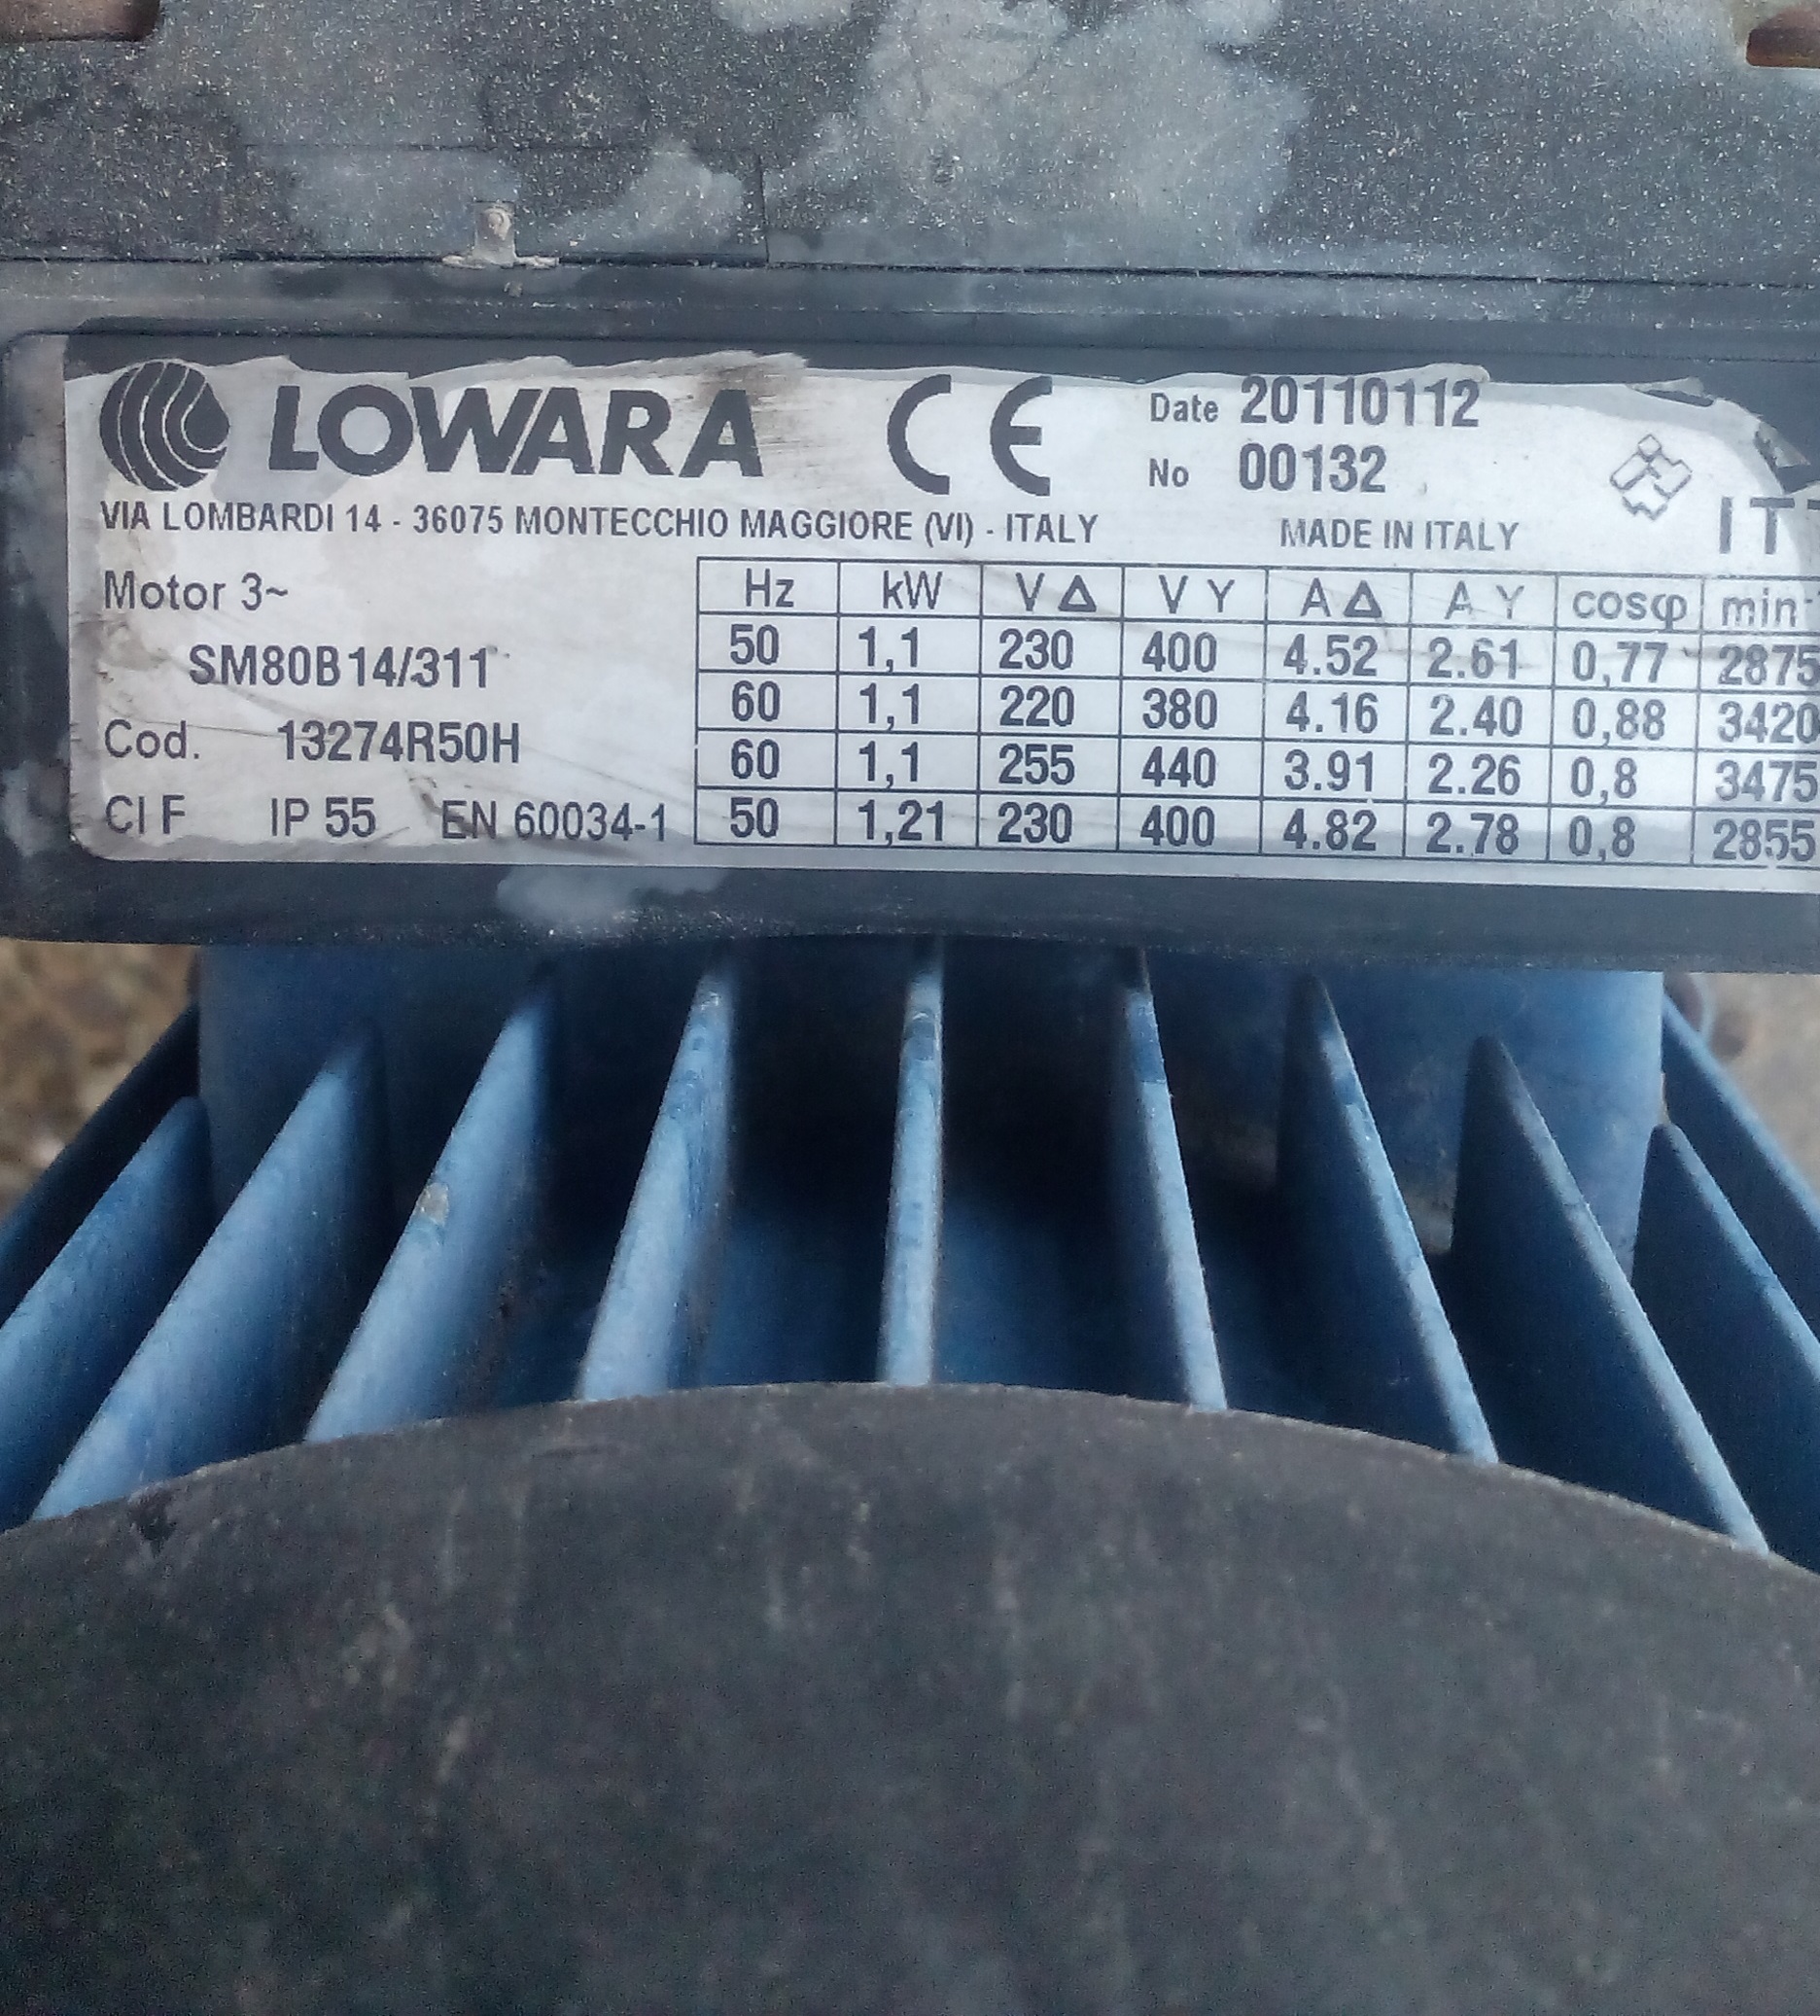 LOWARA CE Date 20110112
No 00132
VIA LOMBARDI 14 - 36075 MONTECCHIO MAGGIORE (VI) - ITALY MADE IN ITALY
Motor 3~
SM80B14/311
Cod. 13274R50H
Cl F IP 55 EN 60034-1
Hz kW V Δ V Y A Δ A Y cosφ min-
50 1,1 230 400 4.52 2.61 0,77 2875
60 1,1 220 380 4.16 2.40 0,88 3420
60 1,1 255 440 3.91 2.26 0,8 3475
50 1,21 230 400 4.82 2.78 0,8 2855